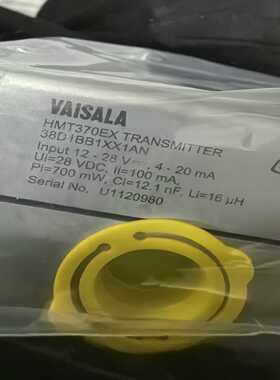 VAISALA
HMT370EX TRANSMITTER
38D1BB1XX1AN
Input 12 - 28 V⎓ 4 - 20 mA
Ui=28 VDC, Ii=100 mA,
Pi=700 mW, Ci=12.1 nF, Li=16 µH
Serial No. U1120980